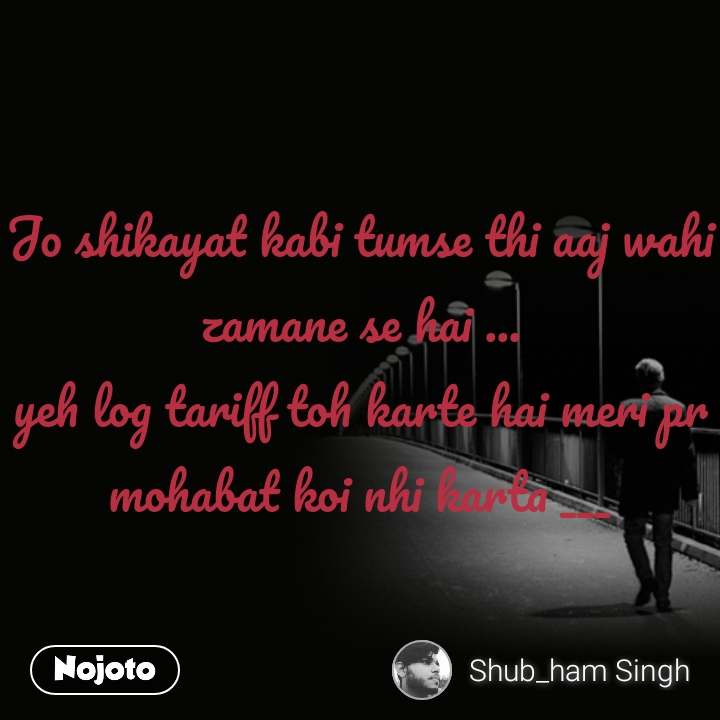 Jo shikayat kabi tumse thi aaj wahi
zamane se hai ...
yeh log tariff toh karte hai meri pr
mohabat koi nhi karta ___
Nojoto
Shub_ham Singh